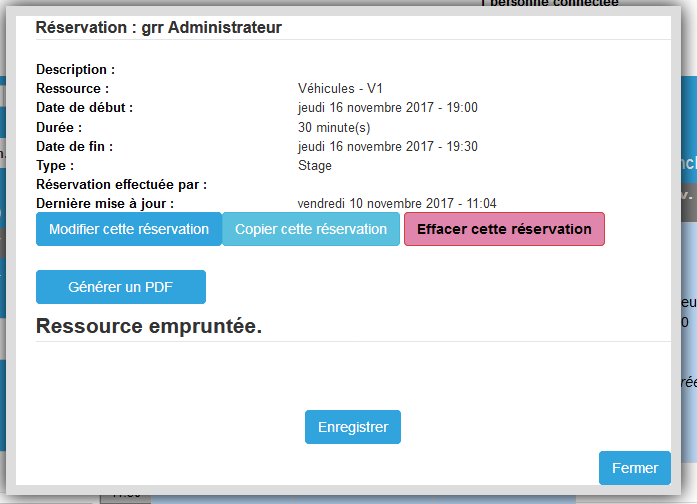 1 personne connectée
Réservation : grr Administrateur
Description :
Ressource : Véhicules - V1
Date de début : jeudi 16 novembre 2017 - 19:00
Durée : 30 minute(s)
Date de fin : jeudi 16 novembre 2017 - 19:30
Type : Stage
Réservation effectuée par :
Dernière mise à jour : vendredi 10 novembre 2017 - 11:04
Modifier cette réservation Copier cette réservation Effacer cette réservation
Générer un PDF
Ressource empruntée.
Enregistrer
Fermer